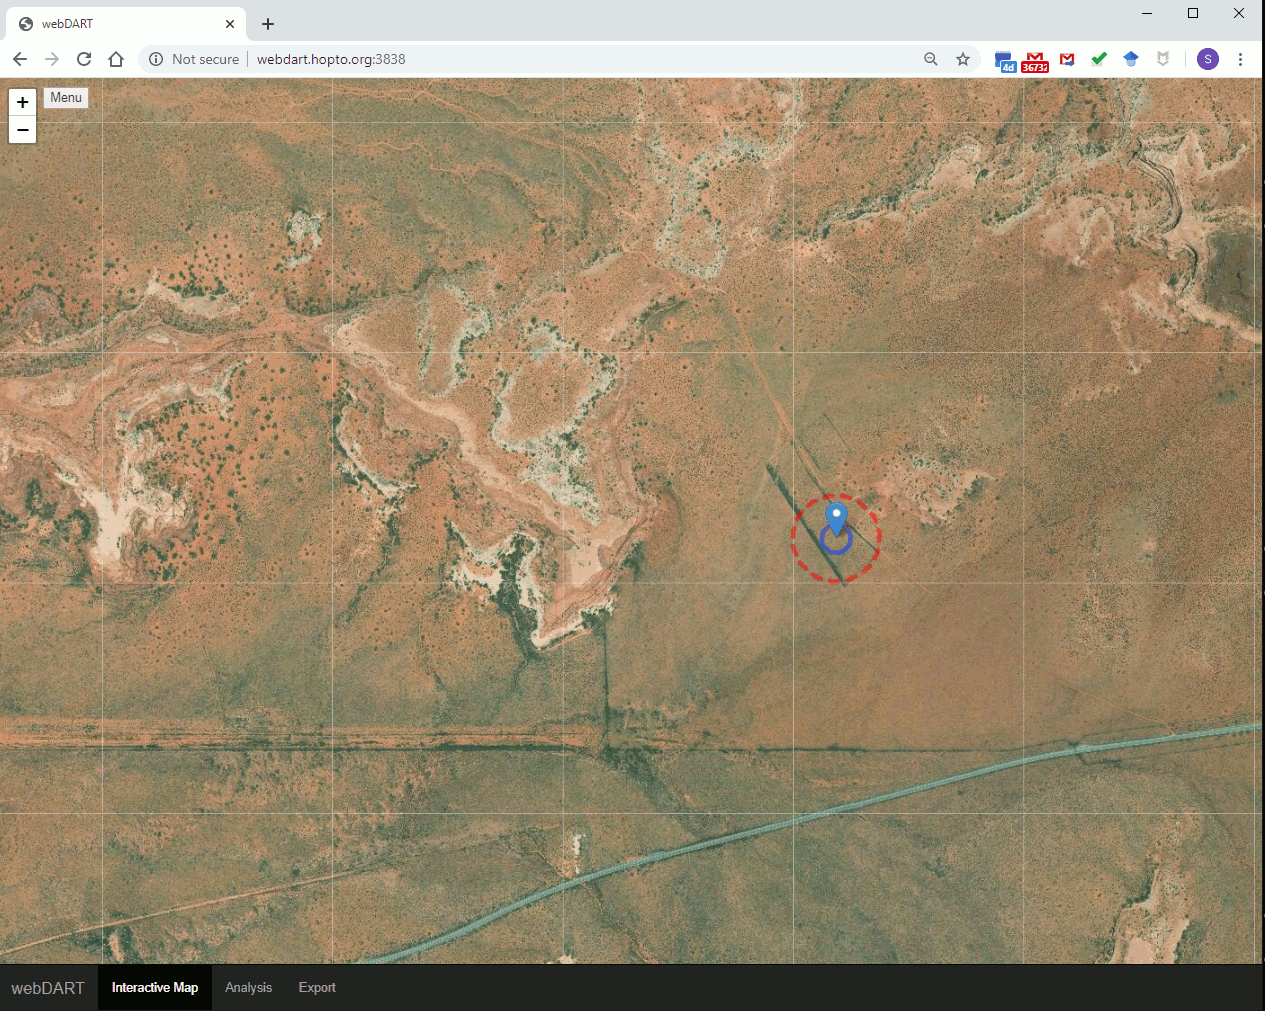 webDART
Not secure
webdart.hopto.org:3838
4d
36732
S
+
Menu
−
webDART
Interactive Map
Analysis
Export